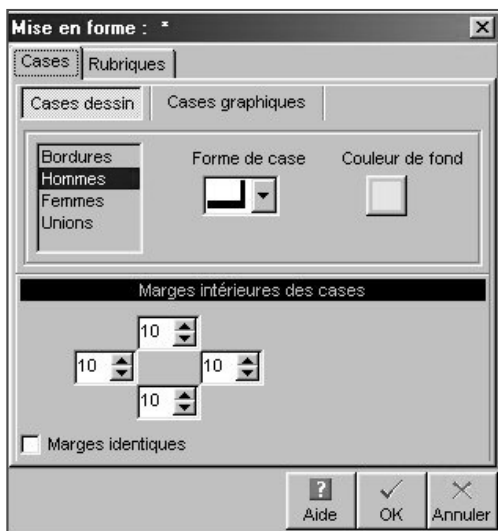 Mise en forme : *
Cases Rubriques
Cases dessin Cases graphiques
Bordures
Hommes
Femmes
Unions
Forme de case
Couleur de fond
Marges intérieures des cases
10
10 10
10
Marges identiques
? Aide
OK
Annuler